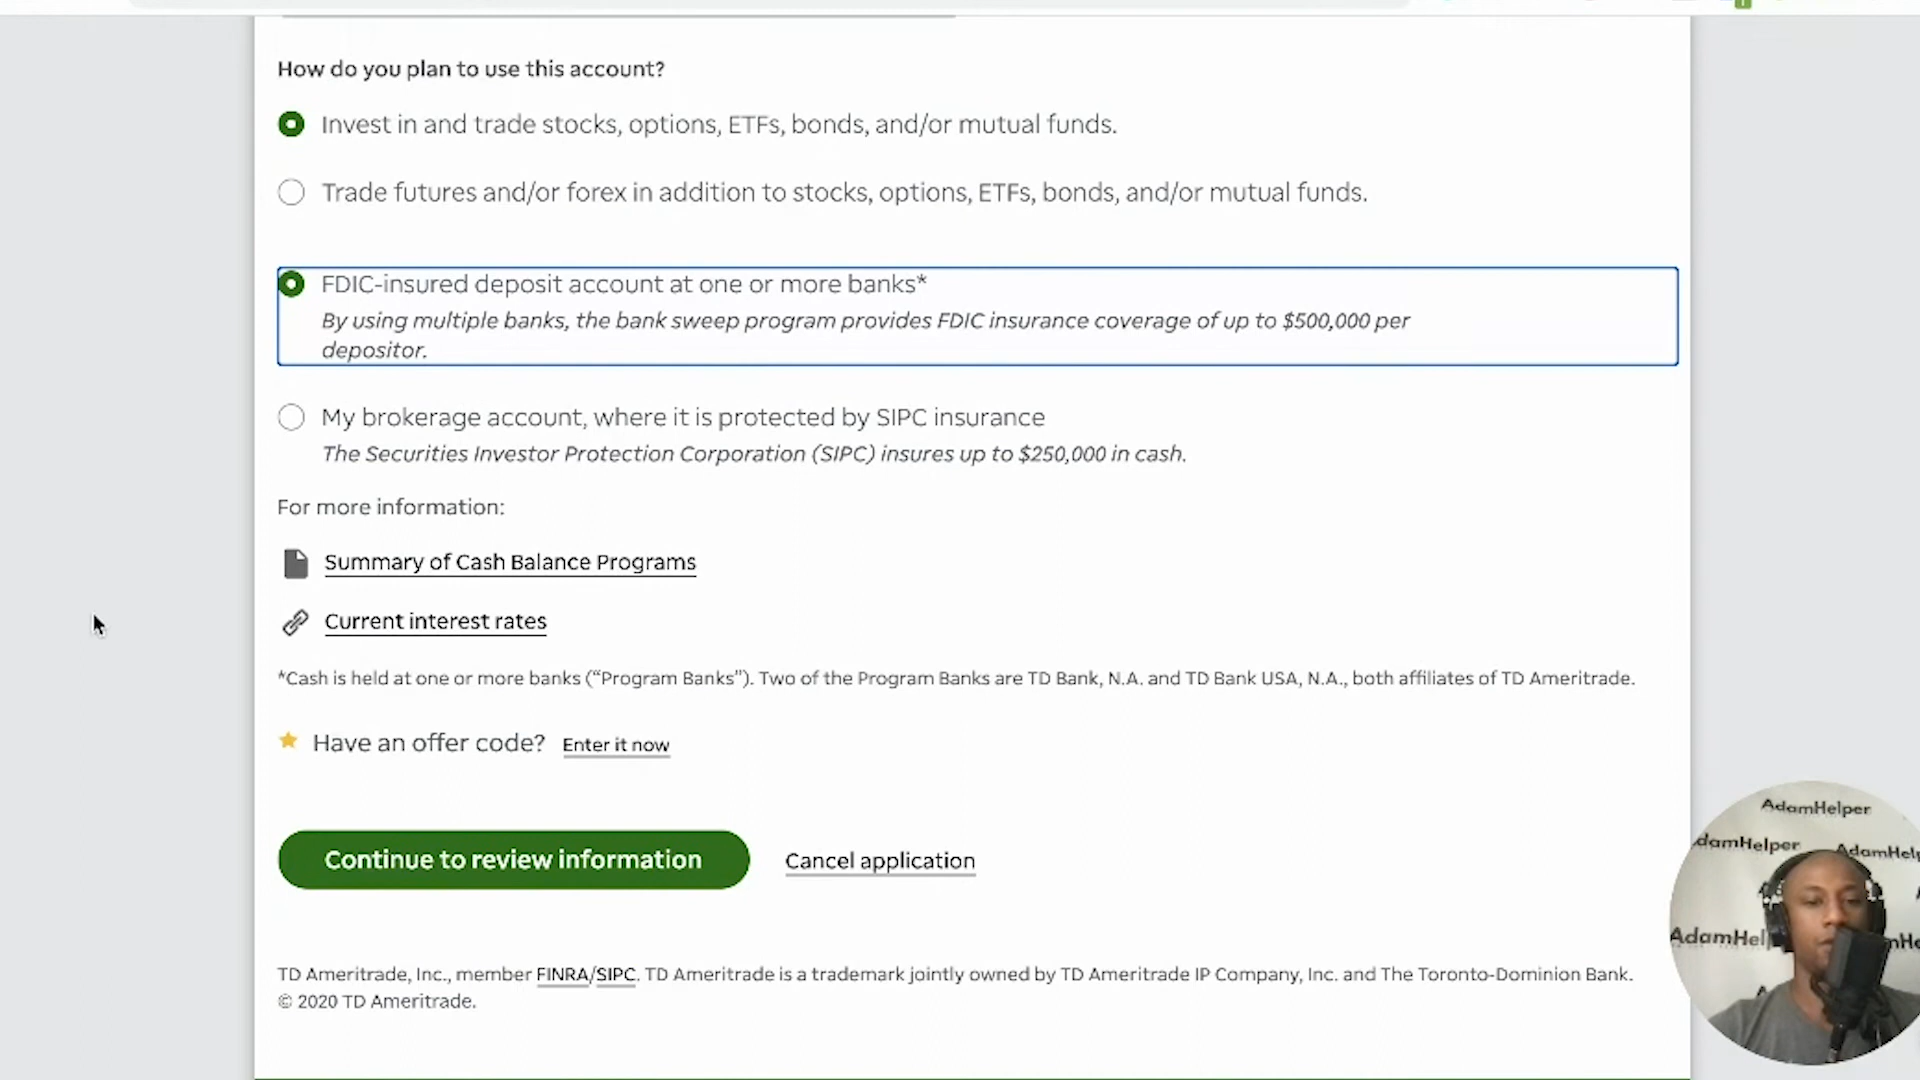 How do you plan to use this account?
Invest in and trade stocks, options, ETFs, bonds, and/or mutual funds.
Trade futures and/or forex in addition to stocks, options, ETFs, bonds, and/or mutual funds.
FDIC-insured deposit account at one or more banks*
By using multiple banks, the bank sweep program provides FDIC insurance coverage of up to $500,000 per
depositor.
My brokerage account, where it is protected by SIPC insurance
The Securities Investor Protection Corporation (SIPC) insures up to $250,000 in cash.
For more information:
Summary of Cash Balance Programs
Current interest rates
*Cash is held at one or more banks (“Program Banks”). Two of the Program Banks are TD Bank, N.A. and TD Bank USA, N.A., both affiliates of TD Ameritrade.
Have an offer code? Enter it now
Continue to review information Cancel application
TD Ameritrade, Inc., member FINRA/SIPC. TD Ameritrade is a trademark jointly owned by TD Ameritrade IP Company, Inc. and The Toronto-Dominion Bank.
© 2020 TD Ameritrade.
AdamHelper
damHelper AdamHelp
AdamHel